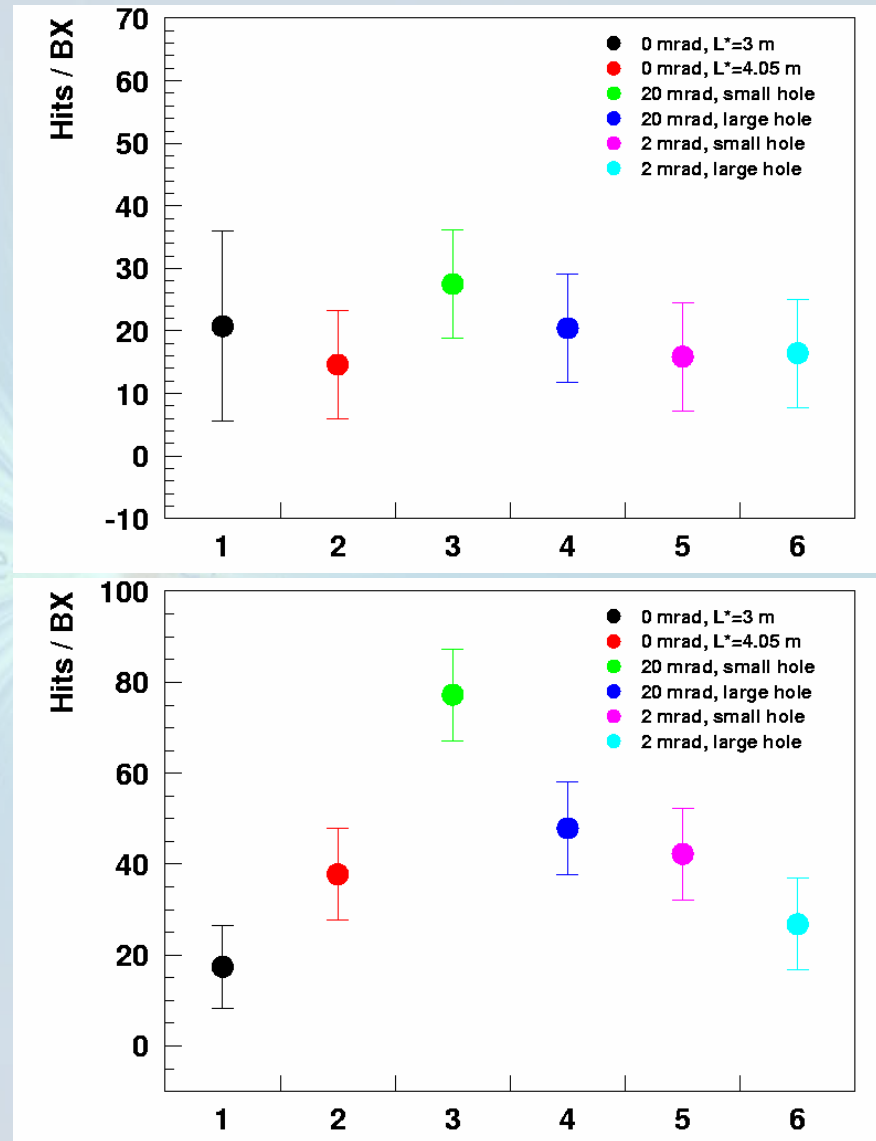 Hits / BX
70
60
50
40
30
20
10
0
-10
0 mrad, L*=3 m
0 mrad, L*=4.05 m
20 mrad, small hole
20 mrad, large hole
2 mrad, small hole
2 mrad, large hole
1 2 3 4 5 6
Hits / BX
100
80
60
40
20
0
0 mrad, L*=3 m
0 mrad, L*=4.05 m
20 mrad, small hole
20 mrad, large hole
2 mrad, small hole
2 mrad, large hole
1 2 3 4 5 6